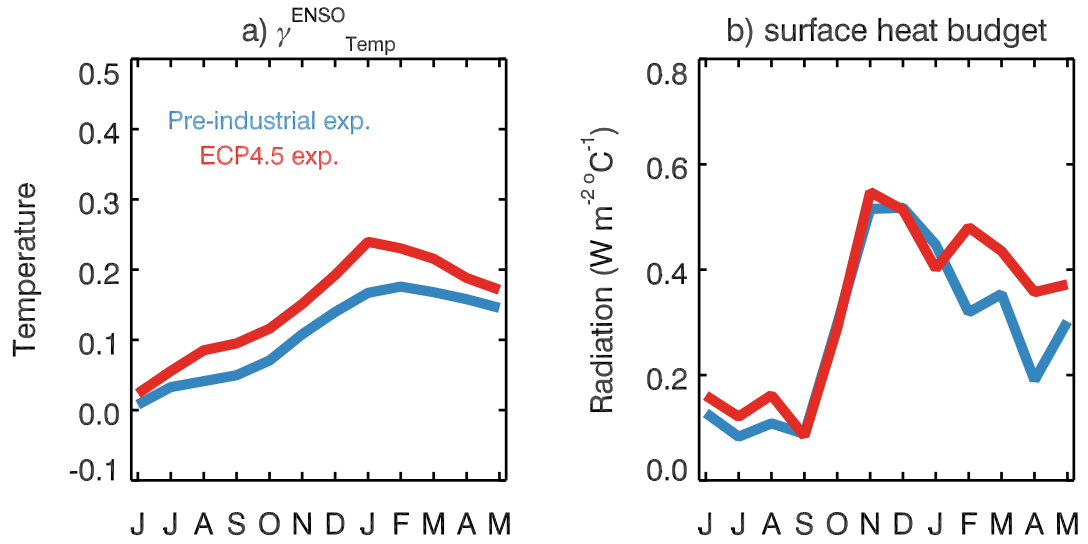 a) γ ENSO Temp
0.5
0.4
0.3
0.2
0.1
0.0
-0.1
Temperature
Pre-industrial exp.
ECP4.5 exp.
J J A S O N D J F M A M
b) surface heat budget
0.8
0.6
0.4
0.2
0.0
Radiation (W m-2 oC-1)
J J A S O N D J F M A M